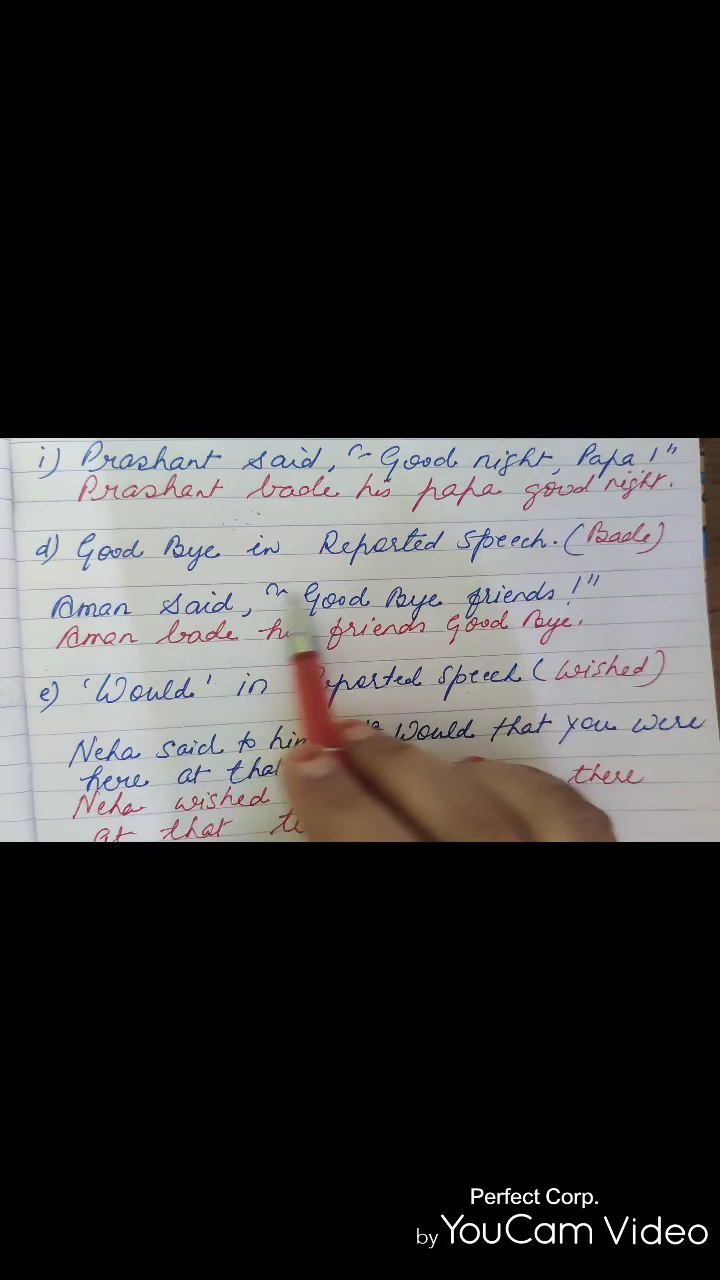 i) Prashant said, "Good night, Papa!"
Prashant bade his papa good night.
d) Good Bye in Reported Speech. (Bade)
Aman said, "Good Bye friends!"
Aman bade his friends Good Bye.
e) 'Would' in Reported Speech (Wished)
Neha said to him Would that you were
here at that
Neha wished there
at that
Perfect Corp.
by YouCam Video